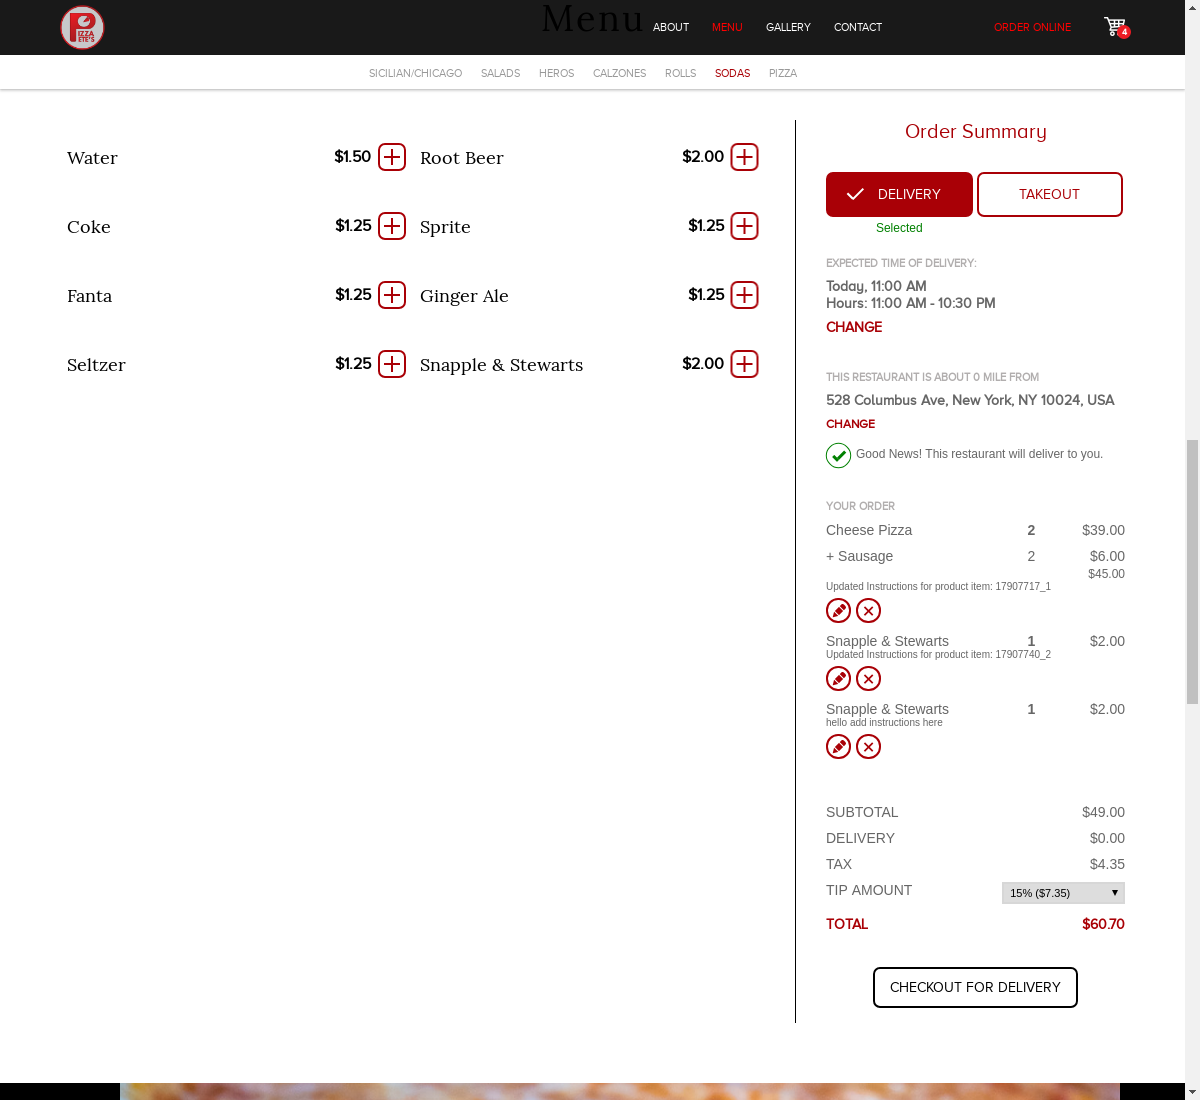 PIZZA
ETE'S
Menu
ABOUT
MENU
GALLERY
CONTACT
ORDER ONLINE
4
SICILIAN/CHICAGO
SALADS
HEROS
CALZONES
ROLLS
SODAS
PIZZA
Water $1.50
Root Beer $2.00
Coke $1.25
Sprite $1.25
Fanta $1.25
Ginger Ale $1.25
Seltzer $1.25
Snapple & Stewarts $2.00
Order Summary
DELIVERY
TAKEOUT
Selected
EXPECTED TIME OF DELIVERY:
Today, 11:00 AM
Hours: 11:00 AM - 10:30 PM
CHANGE
THIS RESTAURANT IS ABOUT 0 MILE FROM
528 Columbus Ave, New York, NY 10024, USA
CHANGE
Good News! This restaurant will deliver to you.
YOUR ORDER
Cheese Pizza 2 $39.00
+ Sausage 2 $6.00
$45.00
Updated Instructions for product item: 17907717_1
Snapple & Stewarts 1 $2.00
Updated Instructions for product item: 17907740_2
Snapple & Stewarts 1 $2.00
hello add instructions here
SUBTOTAL $49.00
DELIVERY $0.00
TAX $4.35
TIP AMOUNT 15% ($7.35)
TOTAL $60.70
CHECKOUT FOR DELIVERY